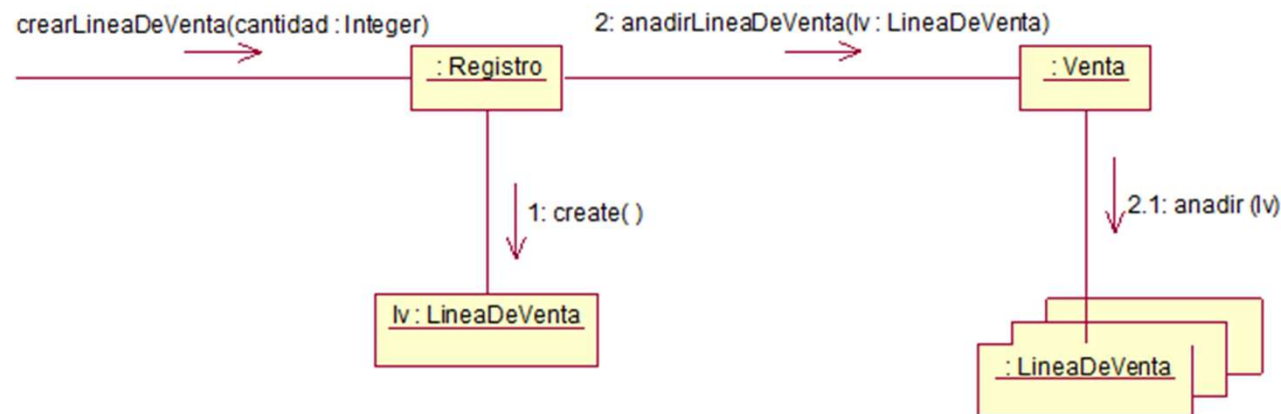 crearLineaDeVenta(cantidad : Integer)
2: anadirLineaDeVenta(lv : LineaDeVenta)
: Registro
: Venta
1: create( )
2.1: anadir (lv)
lv : LineaDeVenta
: LineaDeVenta